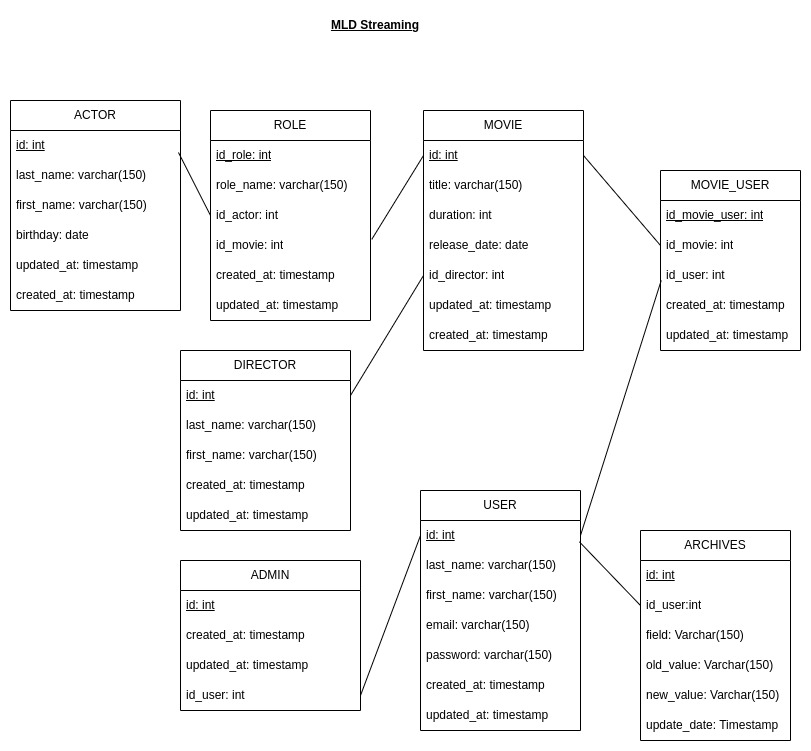 MLD Streaming
ACTOR
id: int
last_name: varchar(150)
first_name: varchar(150)
birthday: date
updated_at: timestamp
created_at: timestamp
ROLE
id_role: int
role_name: varchar(150)
id_actor: int
id_movie: int
created_at: timestamp
updated_at: timestamp
MOVIE
id: int
title: varchar(150)
duration: int
release_date: date
id_director: int
updated_at: timestamp
created_at: timestamp
MOVIE_USER
id_movie_user: int
id_movie: int
id_user: int
created_at: timestamp
updated_at: timestamp
DIRECTOR
id: int
last_name: varchar(150)
first_name: varchar(150)
created_at: timestamp
updated_at: timestamp
USER
id: int
last_name: varchar(150)
first_name: varchar(150)
email: varchar(150)
password: varchar(150)
created_at: timestamp
updated_at: timestamp
ADMIN
id: int
created_at: timestamp
updated_at: timestamp
id_user: int
ARCHIVES
id: int
id_user:int
field: Varchar(150)
old_value: Varchar(150)
new_value: Varchar(150)
update_date: Timestamp